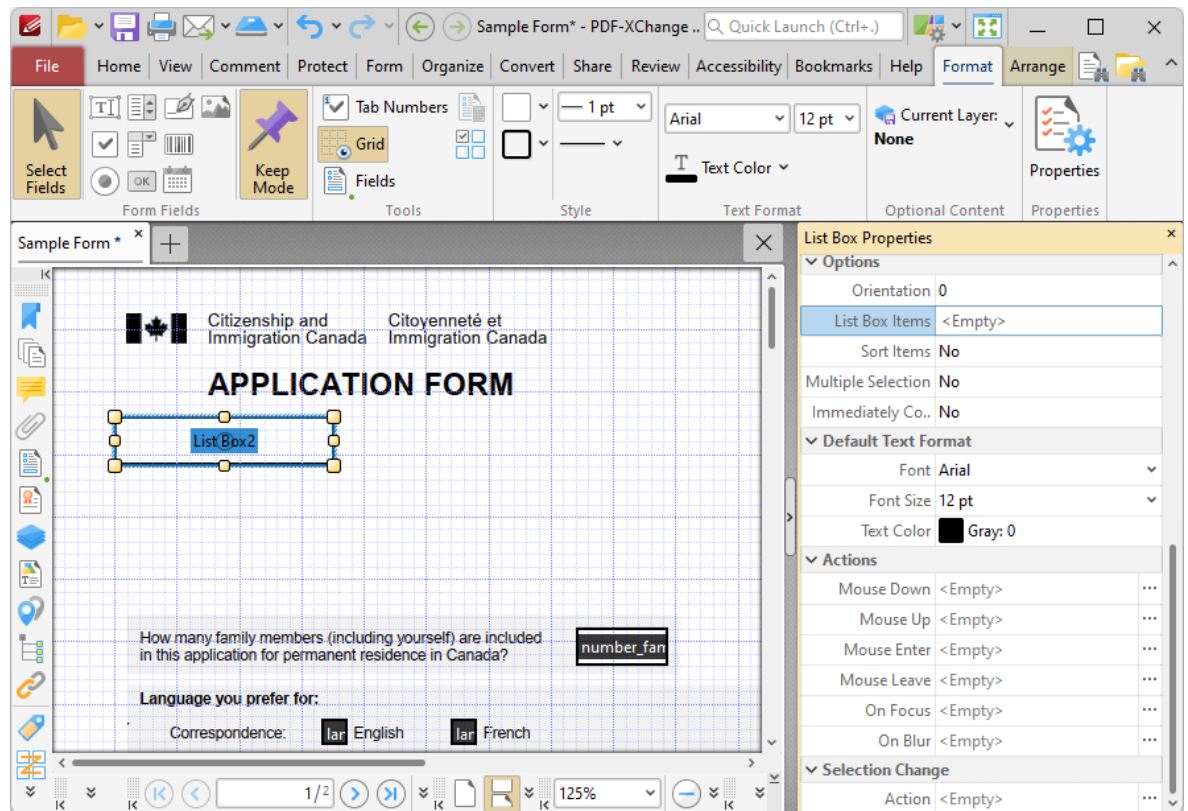 Sample Form* - PDF-XChange ..
Quick Launch (Ctrl+.)
File Home View Comment Protect Form Organize Convert Share Review Accessibility Bookmarks Help Format Arrange
Select Fields
OK
Keep Mode
Form Fields
Tab Numbers
Grid
Fields
Tools
1 pt
Style
Arial 12 pt
Text Color
Text Format
Current Layer:
None
Optional Content
Properties
Properties
Sample Form *
Citizenship and Citoyenneté et
Immigration Canada Immigration Canada
APPLICATION FORM
List Box2
How many family members (including yourself) are included
in this application for permanent residence in Canada?
number_fan
Language you prefer for:
Correspondence: lar English lar French
1/2
125%
List Box Properties
Options
Orientation 0
List Box Items <Empty>
Sort Items No
Multiple Selection No
Immediately Co.. No
Default Text Format
Font Arial
Font Size 12 pt
Text Color Gray: 0
Actions
Mouse Down <Empty> ...
Mouse Up <Empty> ...
Mouse Enter <Empty> ...
Mouse Leave <Empty> ...
On Focus <Empty> ...
On Blur <Empty> ...
Selection Change
Action <Empty> ...